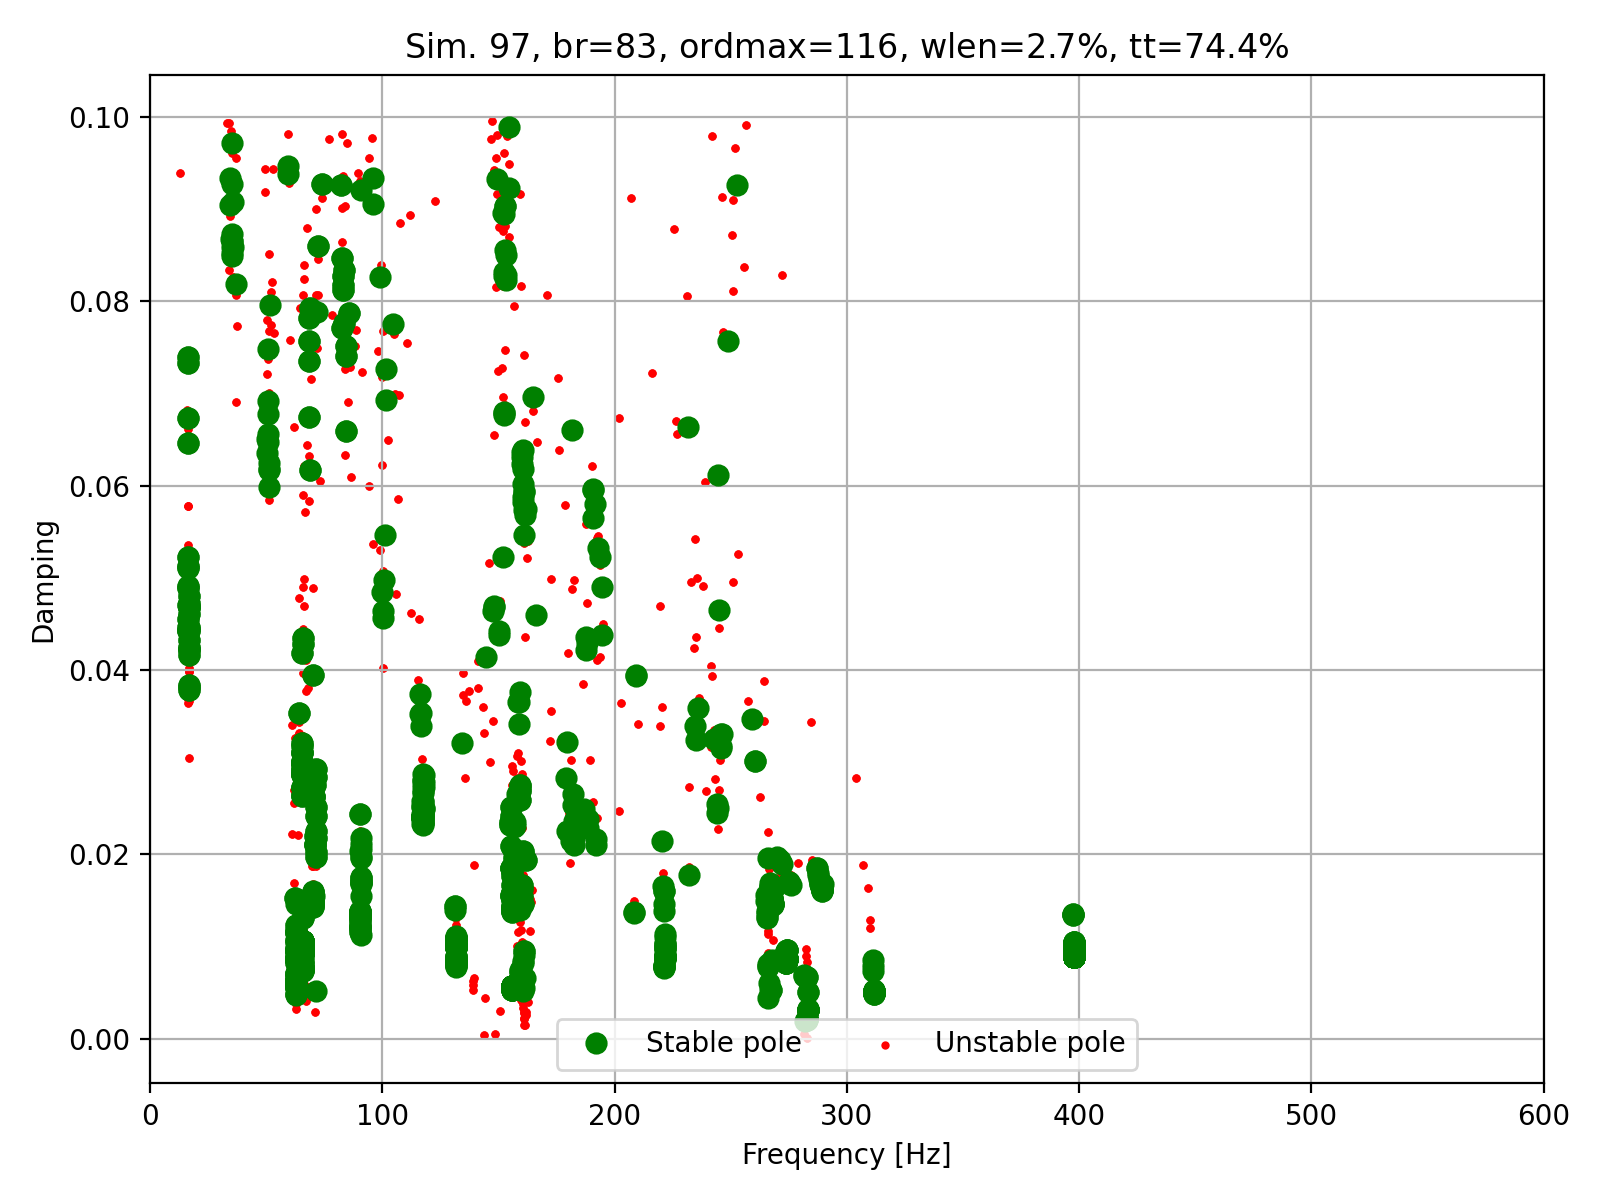 Sim. 97, br=83, ordmax=116, wlen=2.7%, tt=74.4%
0.10
0.08
0.06
0.04
0.02
0.00
Damping
Stable pole
Unstable pole
0 100 200 300 400 500 600
Frequency [Hz]